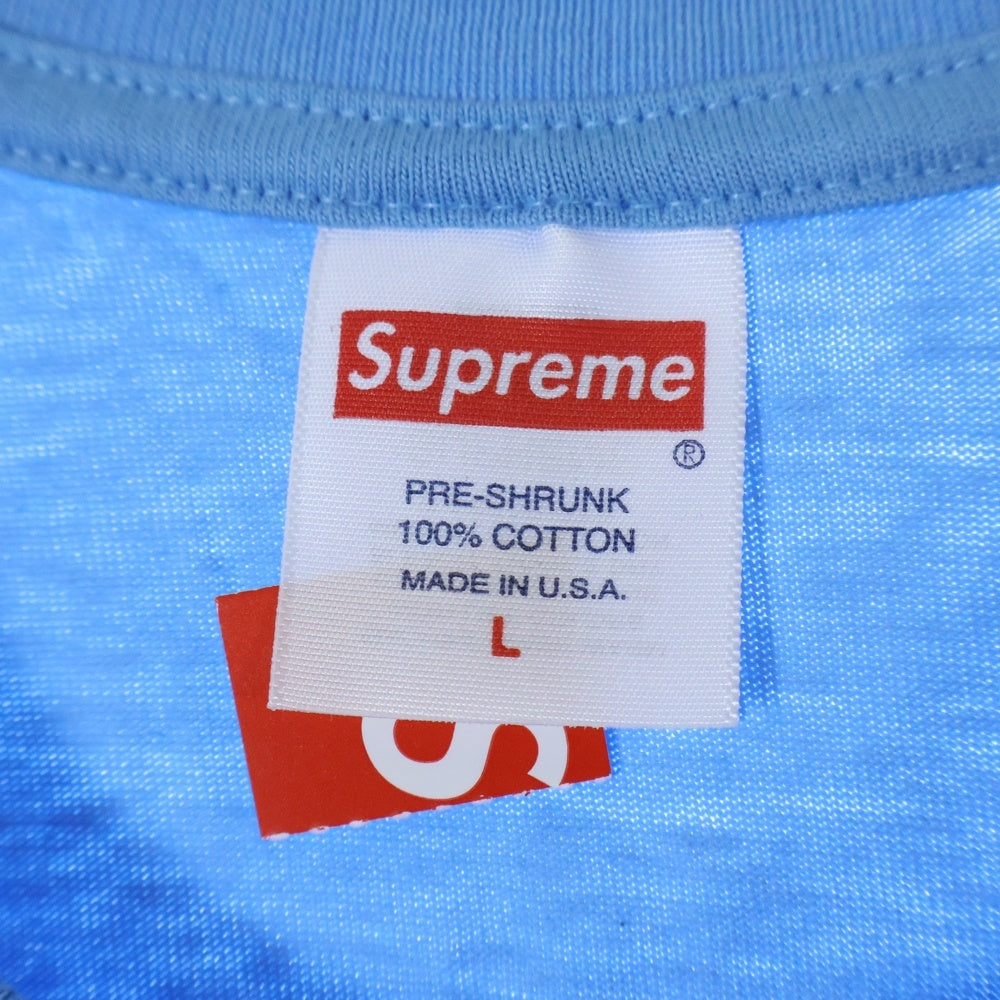 Supreme
®
PRE-SHRUNK
100% COTTON
MADE IN U.S.A.
L
S